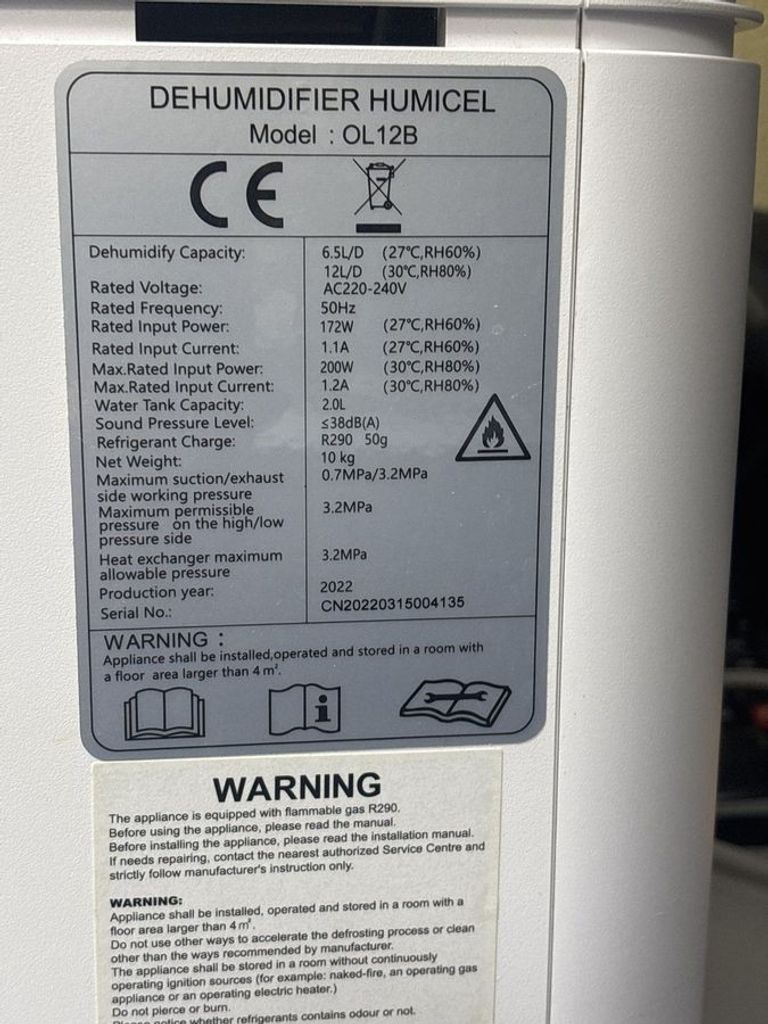 DEHUMIDIFIER HUMICEL
Model : OL12B
CE
Dehumidify Capacity: 6.5L/D (27℃,RH60%)
12L/D (30℃,RH80%)
Rated Voltage: AC220-240V
Rated Frequency: 50Hz
Rated Input Power: 172W (27℃,RH60%)
Rated Input Current: 1.1A (27℃,RH60%)
Max.Rated Input Power: 200W (30℃,RH80%)
Max.Rated Input Current: 1.2A (30℃,RH80%)
Water Tank Capacity: 2.0L
Sound Pressure Level: ≤38dB(A)
Refrigerant Charge: R290 50g
Net Weight: 10 kg
Maximum suction/exhaust 0.7MPa/3.2MPa
side working pressure
Maximum permissible 3.2MPa
pressure on the high/low
pressure side
Heat exchanger maximum 3.2MPa
allowable pressure
Production year: 2022
Serial No.: CN20220315004135
WARNING :
Appliance shall be installed,operated and stored in a room with
a floor area larger than 4 m².
i
WARNING
The appliance is equipped with flammable gas R290.
Before using the appliance, please read the manual.
Before installing the appliance, please read the installation manual.
If needs repairing, contact the nearest authorized Service Centre and
strictly follow manufacturer's instruction only.
WARNING:
Appliance shall be installed, operated and stored in a room with a
floor area larger than 4 m².
Do not use other ways to accelerate the defrosting process or clean
other than the ways recommended by manufacturer.
The appliance shall be stored in a room without continuously
operating ignition sources (for example: naked-fire, an operating gas
appliance or an operating electric heater.)
Do not pierce or burn.
Please notice whether refrigerants contains odour or not.